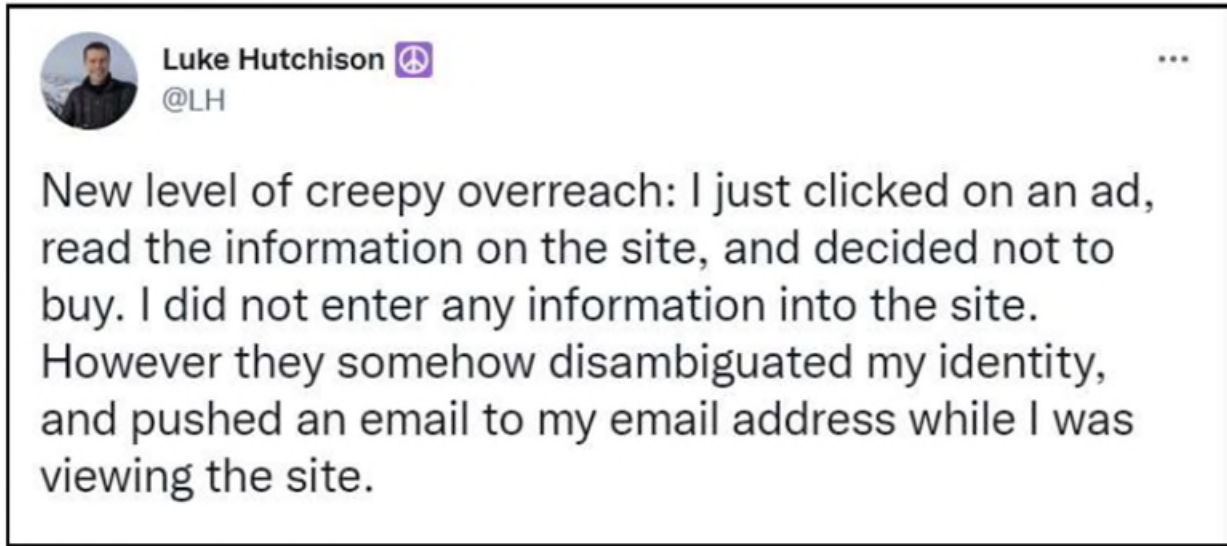 Luke Hutchison ☮
@LH
New level of creepy overreach: I just clicked on an ad,
read the information on the site, and decided not to
buy. I did not enter any information into the site.
However they somehow disambiguated my identity,
and pushed an email to my email address while I was
viewing the site.